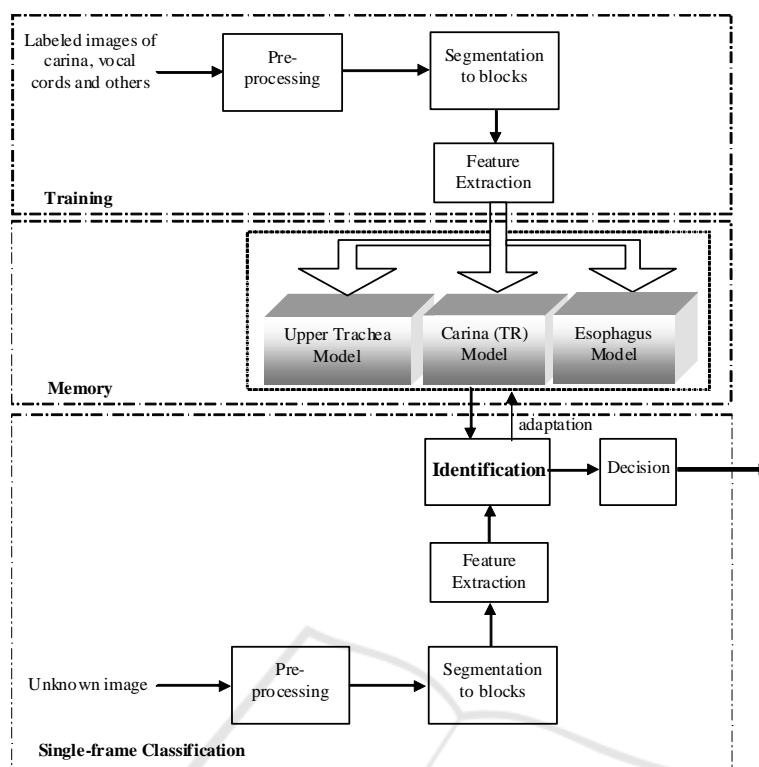 Labeled images of
carina, vocal
cords and others
Pre-
processing
Segmentation
to blocks
Feature
Extraction
Training
Upper Trachea
Model
Carina (TR)
Model
Esophagus
Model
Memory
adaptation
Identification
Decision
Feature
Extraction
Unknown image
Pre-
processing
Segmentation
to blocks
Single-frame Classification